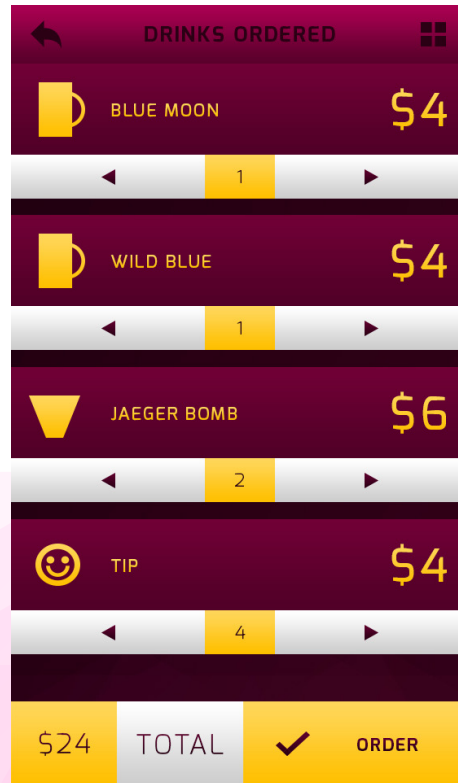 DRINKS ORDERED
BLUE MOON $4
1
WILD BLUE $4
1
JAEGER BOMB $6
2
TIP $4
4
$24 TOTAL ORDER